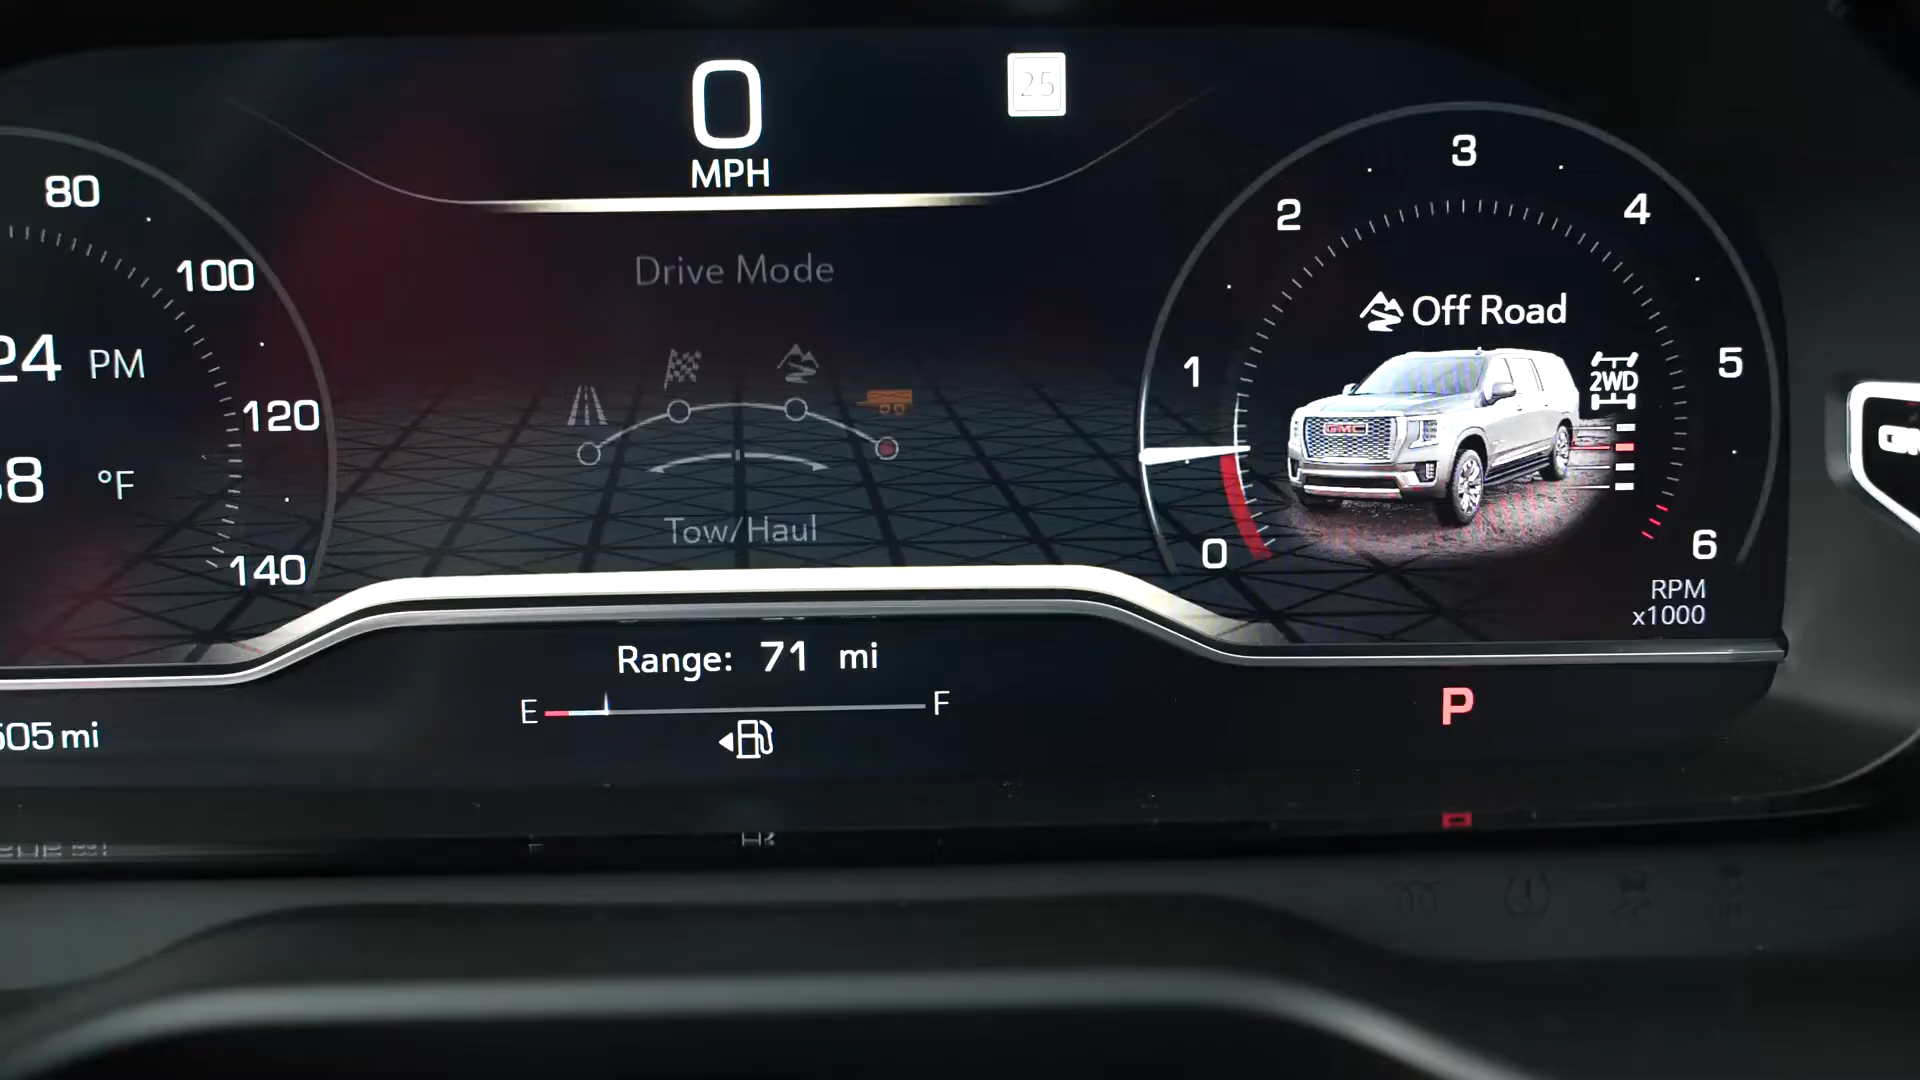 0
MPH
25
80
100
120
140
24 PM
8 °F
505 mi
Drive Mode
Tow/Haul
Range: 71 mi
E
F
0
1
2
3
4
5
6
RPM
x1000
Off Road
2WD
GMC
P